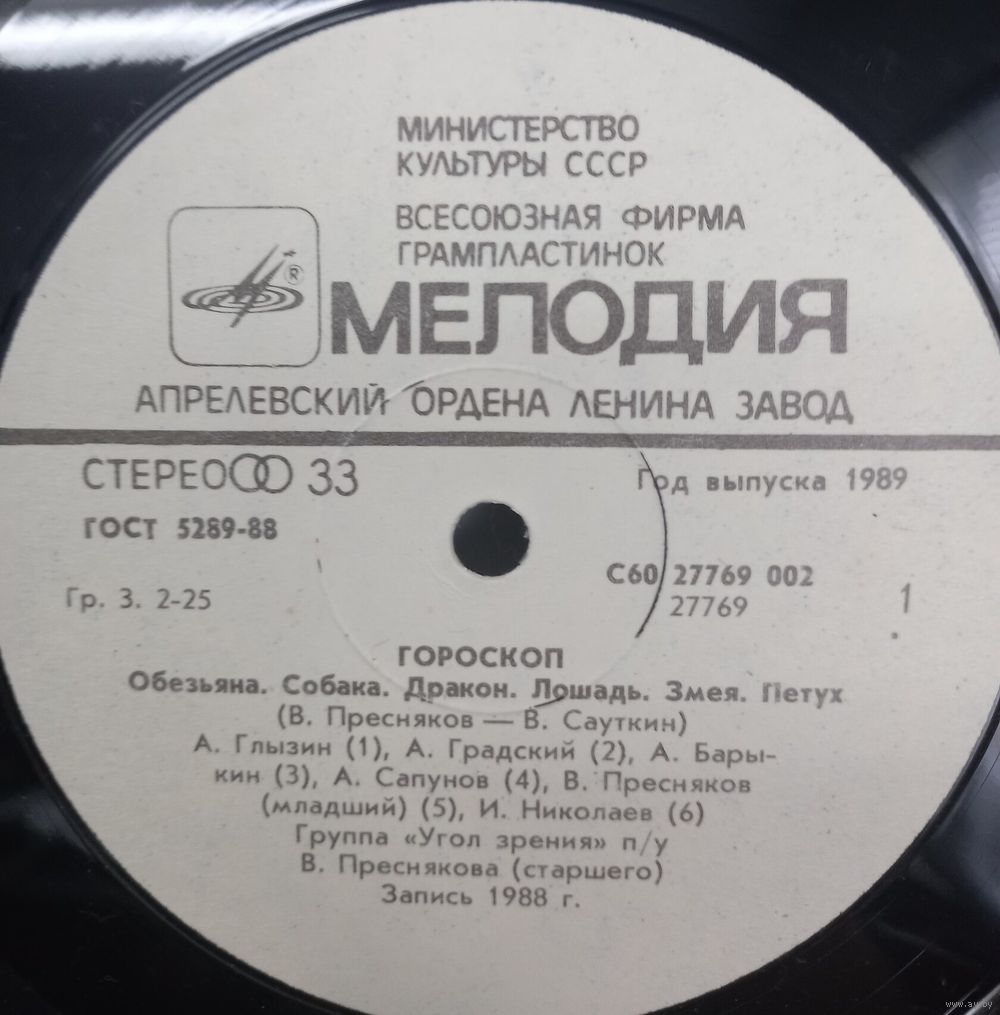 МИНИСТЕРСТВО
КУЛЬТУРЫ СССР
ВСЕСОЮЗНАЯ ФИРМА
ГРАМПЛАСТИНОК
®
МЕЛОДИЯ
АПРЕЛЕВСКИЙ ОРДЕНА ЛЕНИНА ЗАВОД
СТЕРЕО 33
Год выпуска 1989
ГОСТ 5289-88
С60 27769 002
Гр. 3. 2-25
27769
1
ГОРОСКОП
Обезьяна. Собака. Дракон. Лошадь. Змея. Петух
(В. Пресняков — В. Сауткин)
А. Глызин (1), А. Градский (2), А. Бары-
кин (3), А. Сапунов (4), В. Пресняков
(младший) (5), И. Николаев (6)
Группа «Угол зрения» п/у
В. Преснякова (старшего)
Запись 1988 г.
www.av.by